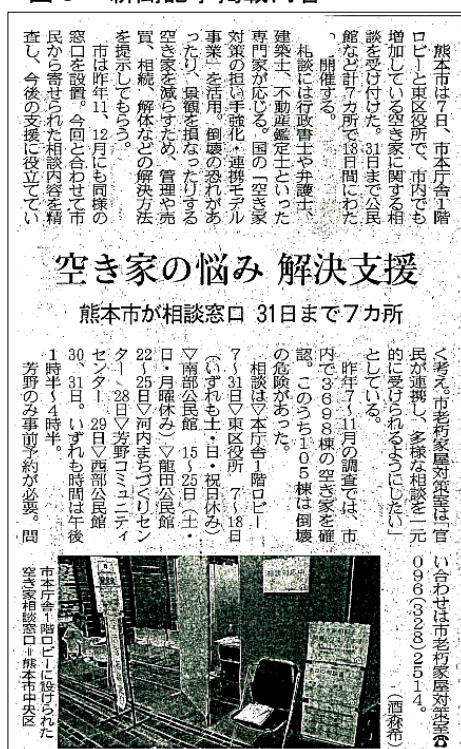 熊本市は7日、市本庁舎1階
ロビーと東区役所で、市内でも
増加している空き家に関する相
談を受け付けた。31日まで公民
館など計7カ所で18日間にわた
り開催する。
相談には行政書士や弁護士、
建築士、不動産鑑定士といった
専門家が応じる。国の「空き家
対策の担い手強化・連携モデル
事業」を活用。倒壊の恐れがあ
ったり、景観を損なったりする
空き家を減らすため、管理や売
買、相続、解体などの解決方法
を提示してもらう。
市は昨年11、12月にも同様の
窓口を設置。今回と合わせて市
民から寄せられた相談内容を精
査し、今後の支援に役立ててい
空き家の悩み 解決支援
熊本市が相談窓口 31日まで7カ所
く考え。市老朽家屋対策室は「官
民が連携し、多様な相談を一元
的に受けられるようにしたい」
としている。
昨年7~11月の調査では、市
内で3698棟の空き家を確
認。このうち105棟は倒壊
の危険があった。
相談は▽本庁舎1階ロビー
7~31日▽東区役所 7~18日
(いずれも土・日・祝日休み)
▽南部公民館 15~25日(土・
日・月曜休み)▽龍田公民館
22~25日▽河内まちづくりセン
ター 28日▽芳野コミュニティ
センター 29日▽西部公民館
30、31日。いずれも時間は午後
1時半~4時半。
芳野のみ事前予約が必要。問
い合わせは市老朽家屋対策室☎
096(328)2514。
(酒森希)
市本庁舎1階ロビーに設けられた
空き家相談窓口=熊本市中央区